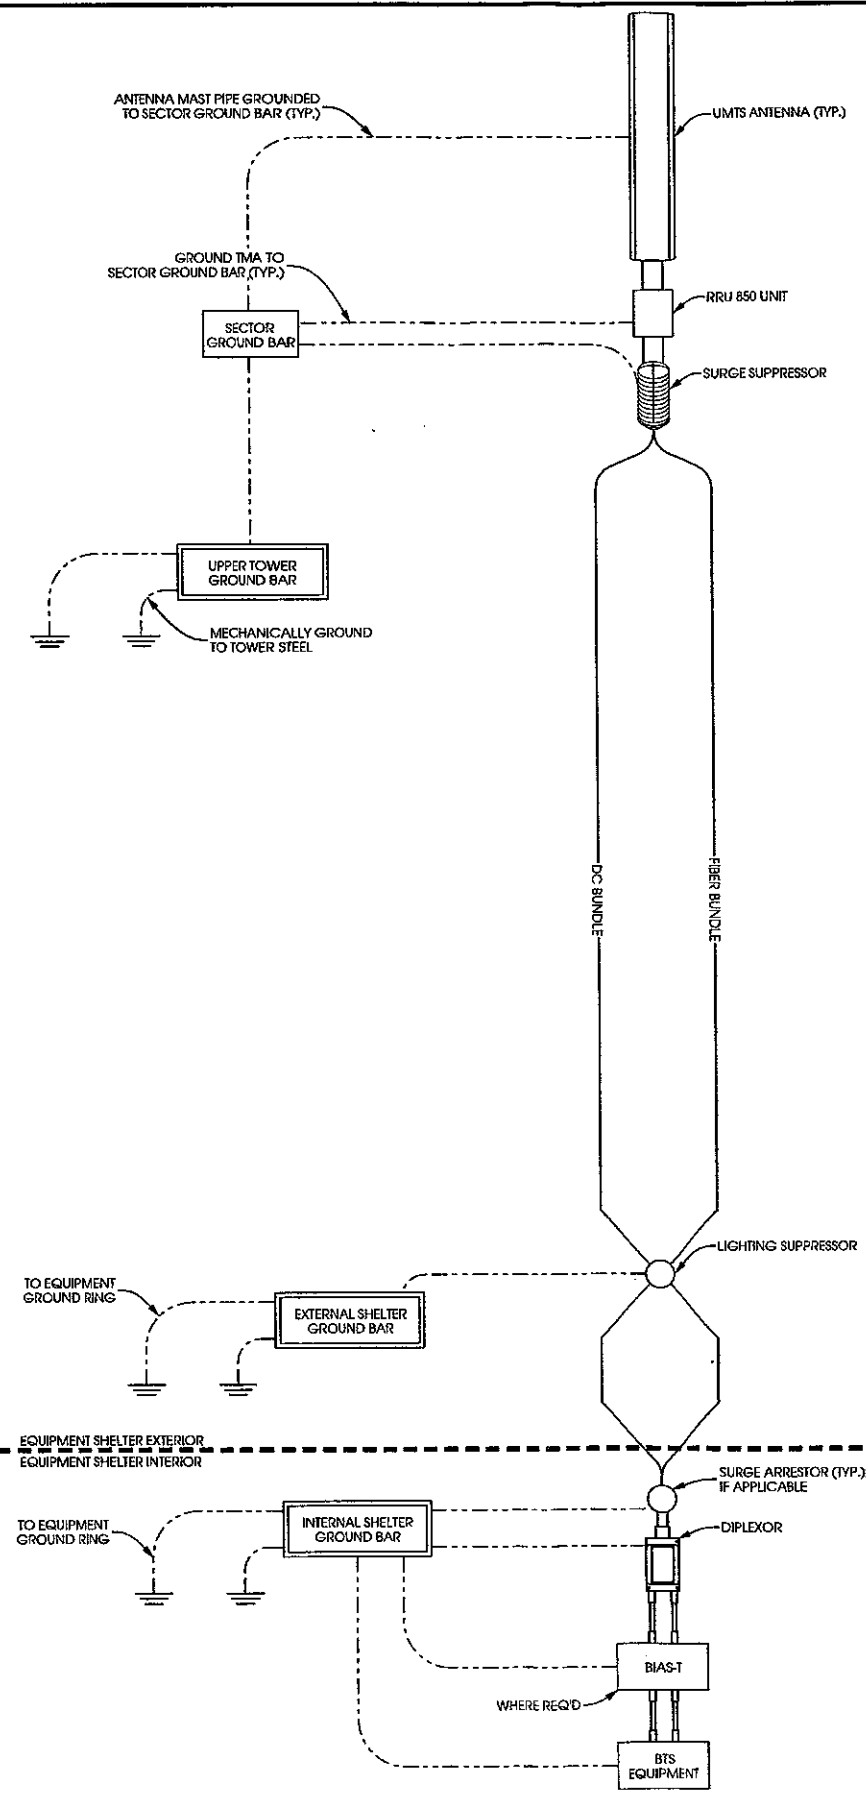 ANTENNA MAST PIPE GROUNDED
TO SECTOR GROUND BAR (TYP.)
UMTS ANTENNA (TYP.)
GROUND TMA TO
SECTOR GROUND BAR (TYP.)
RRU 850 UNIT
SECTOR
GROUND BAR
SURGE SUPPRESSOR
UPPER TOWER
GROUND BAR
MECHANICALLY GROUND
TO TOWER STEEL
DC BUNDLE
FIBER BUNDLE
LIGHTING SUPPRESSOR
TO EQUIPMENT
GROUND RING
EXTERNAL SHELTER
GROUND BAR
EQUIPMENT SHELTER EXTERIOR
EQUIPMENT SHELTER INTERIOR
SURGE ARRESTOR (TYP.)
IF APPLICABLE
TO EQUIPMENT
GROUND RING
INTERNAL SHELTER
GROUND BAR
DIPLEXOR
BIAS-T
WHERE REQ'D
BTS
EQUIPMENT